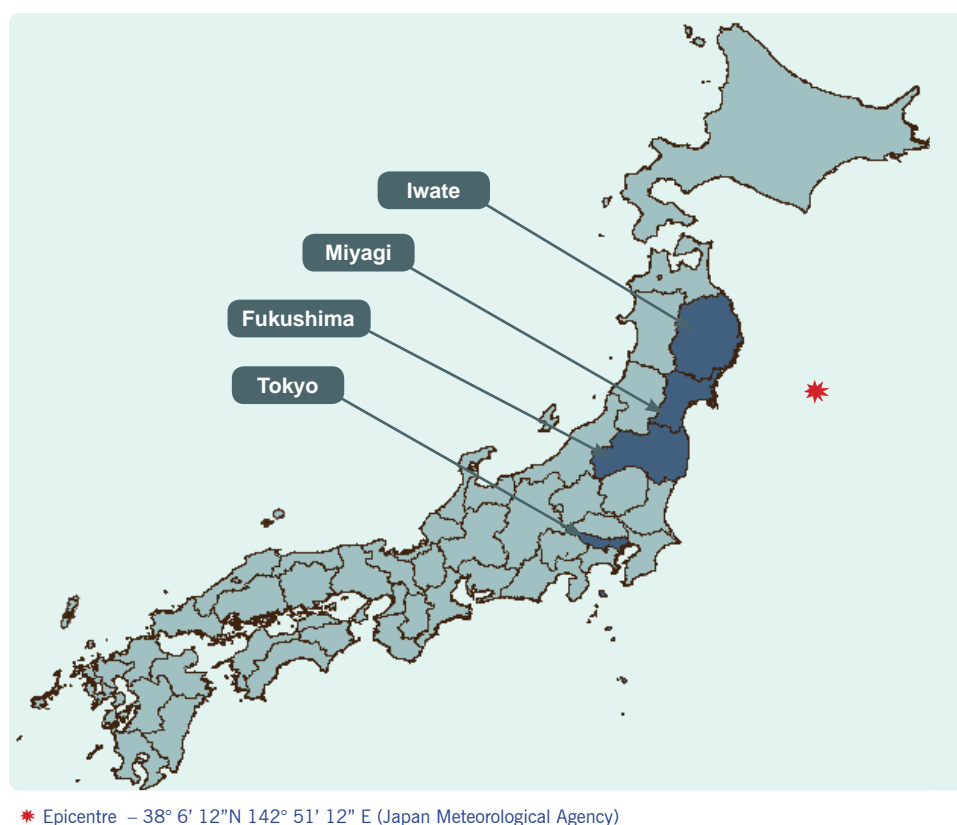 Iwate
Miyagi
Fukushima
Tokyo
Epicentre – 38° 6’ 12”N 142° 51’ 12” E (Japan Meteorological Agency)